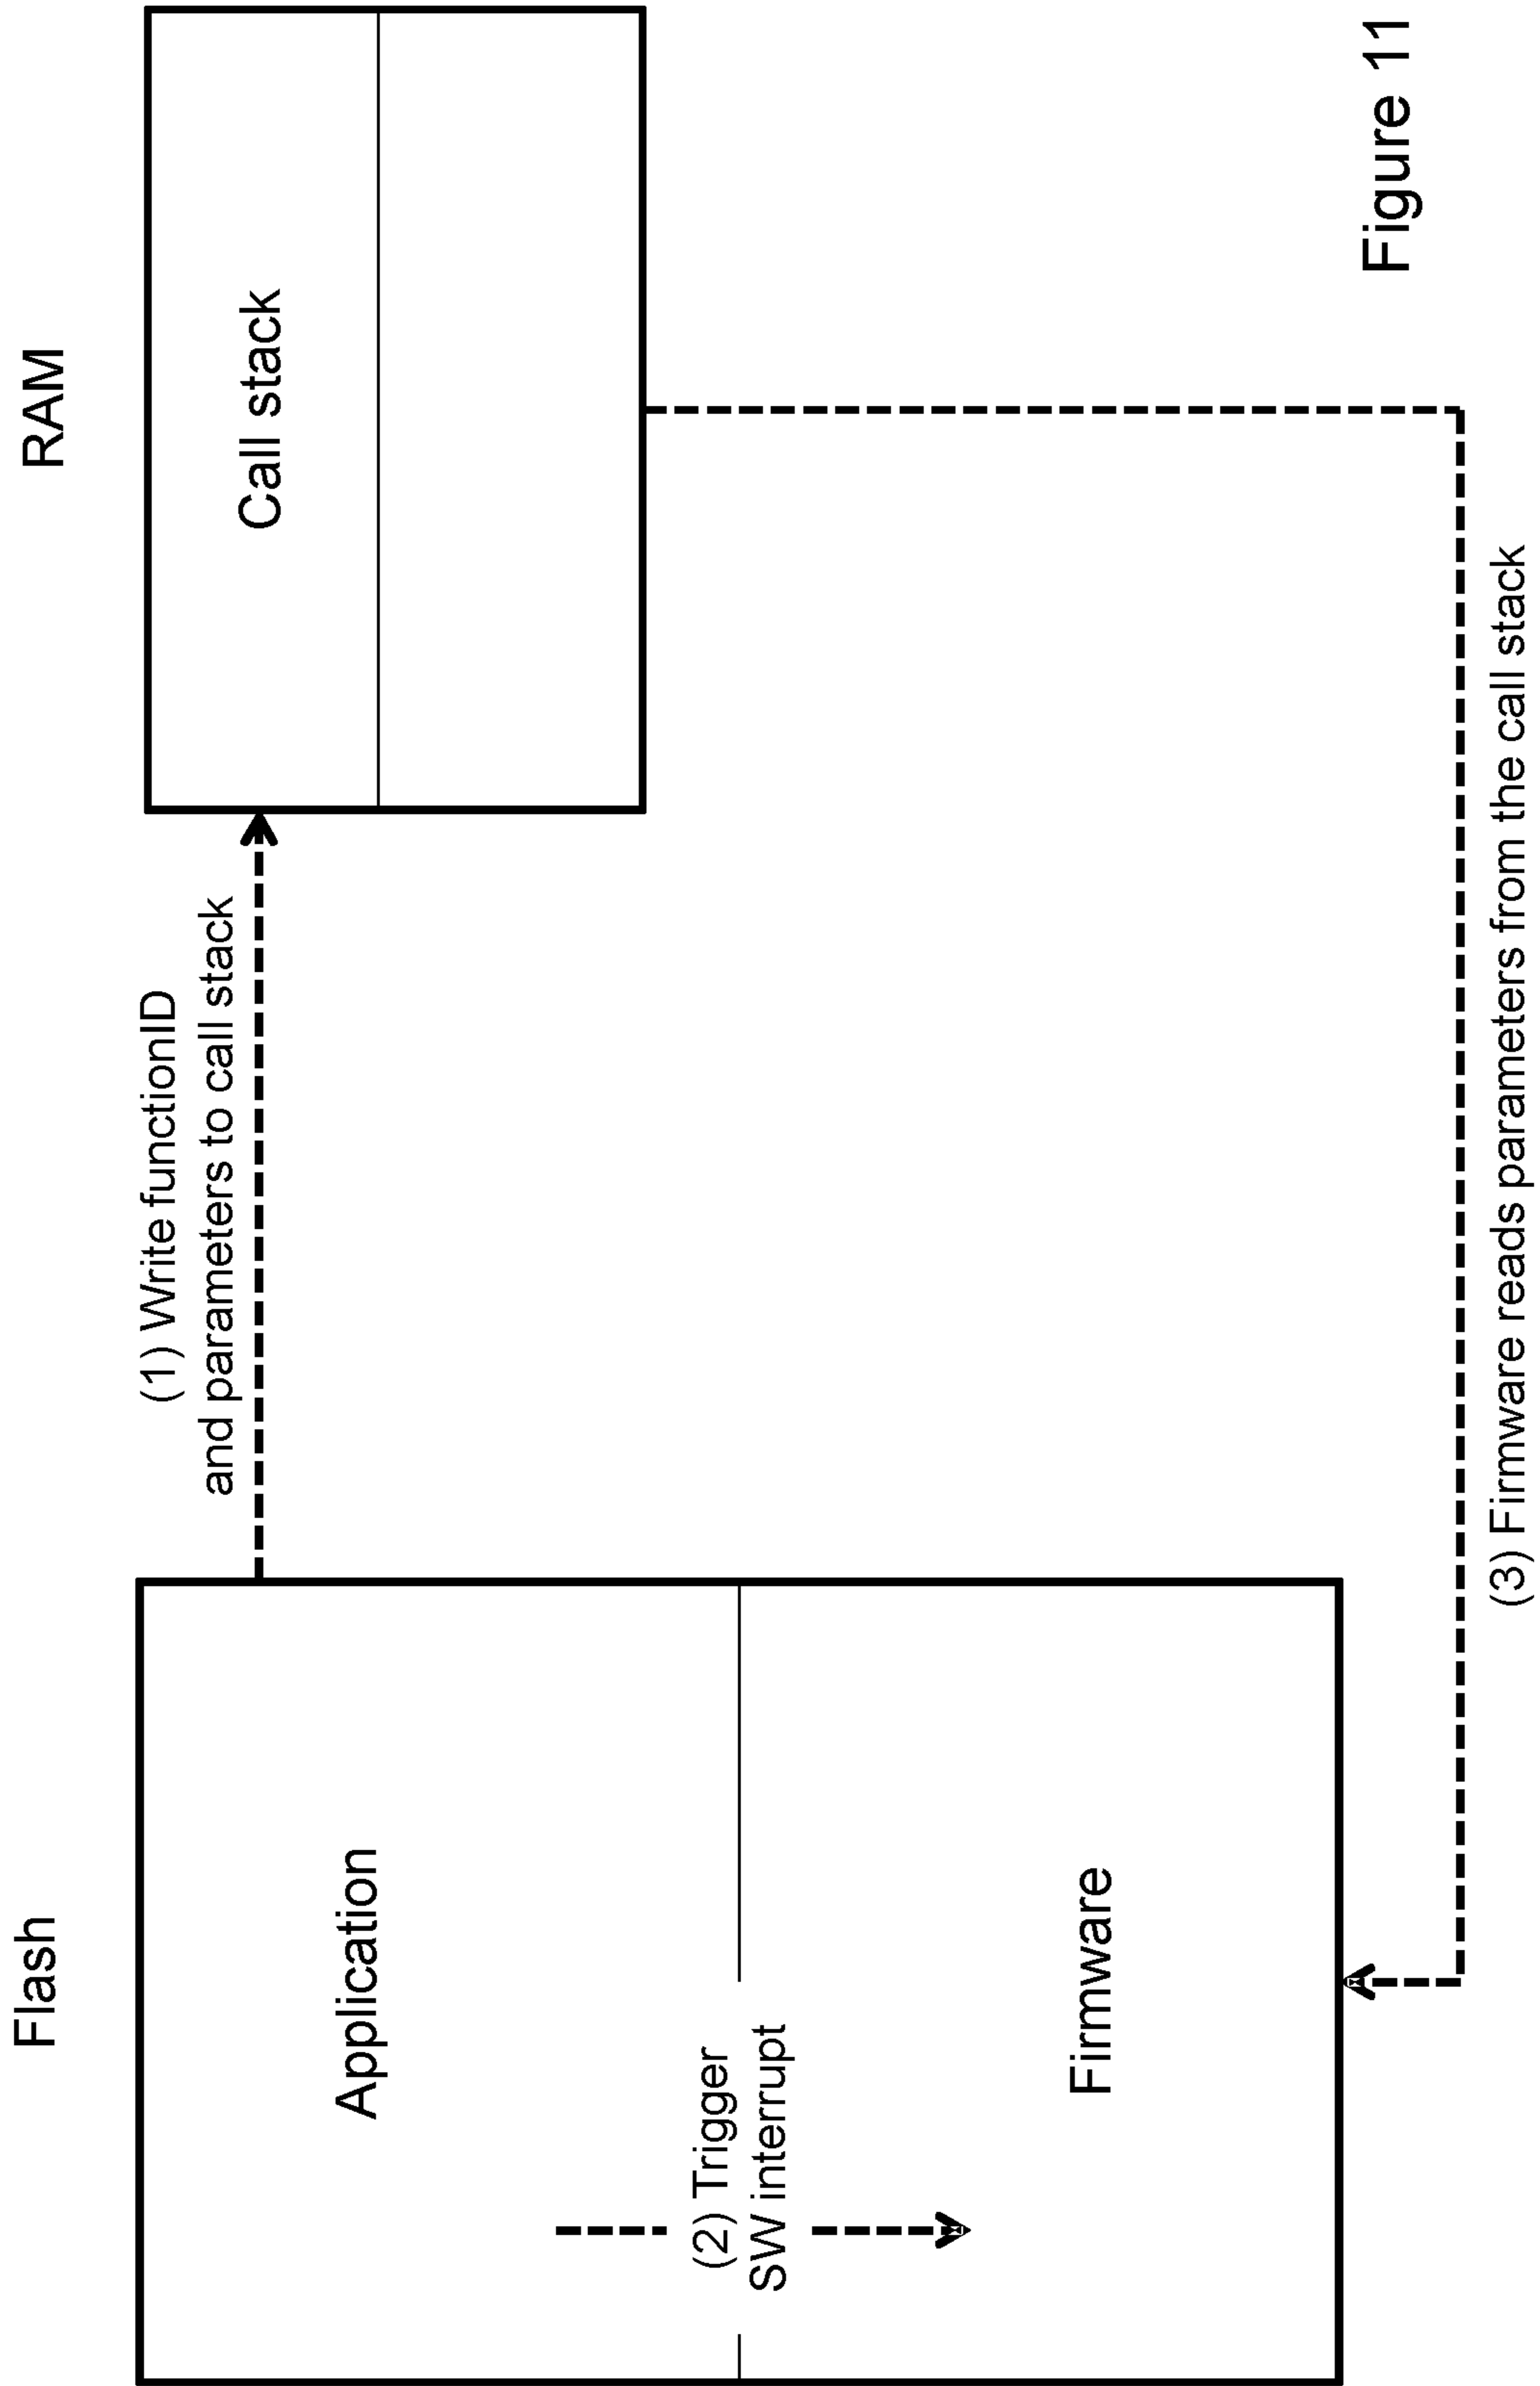 Flash
RAM
(1) Write functionID
and parameters to call stack
Call stack
Application
(2) Trigger
SW interrupt
Firmware
(3) Firmware reads parameters from the call stack
Figure 11